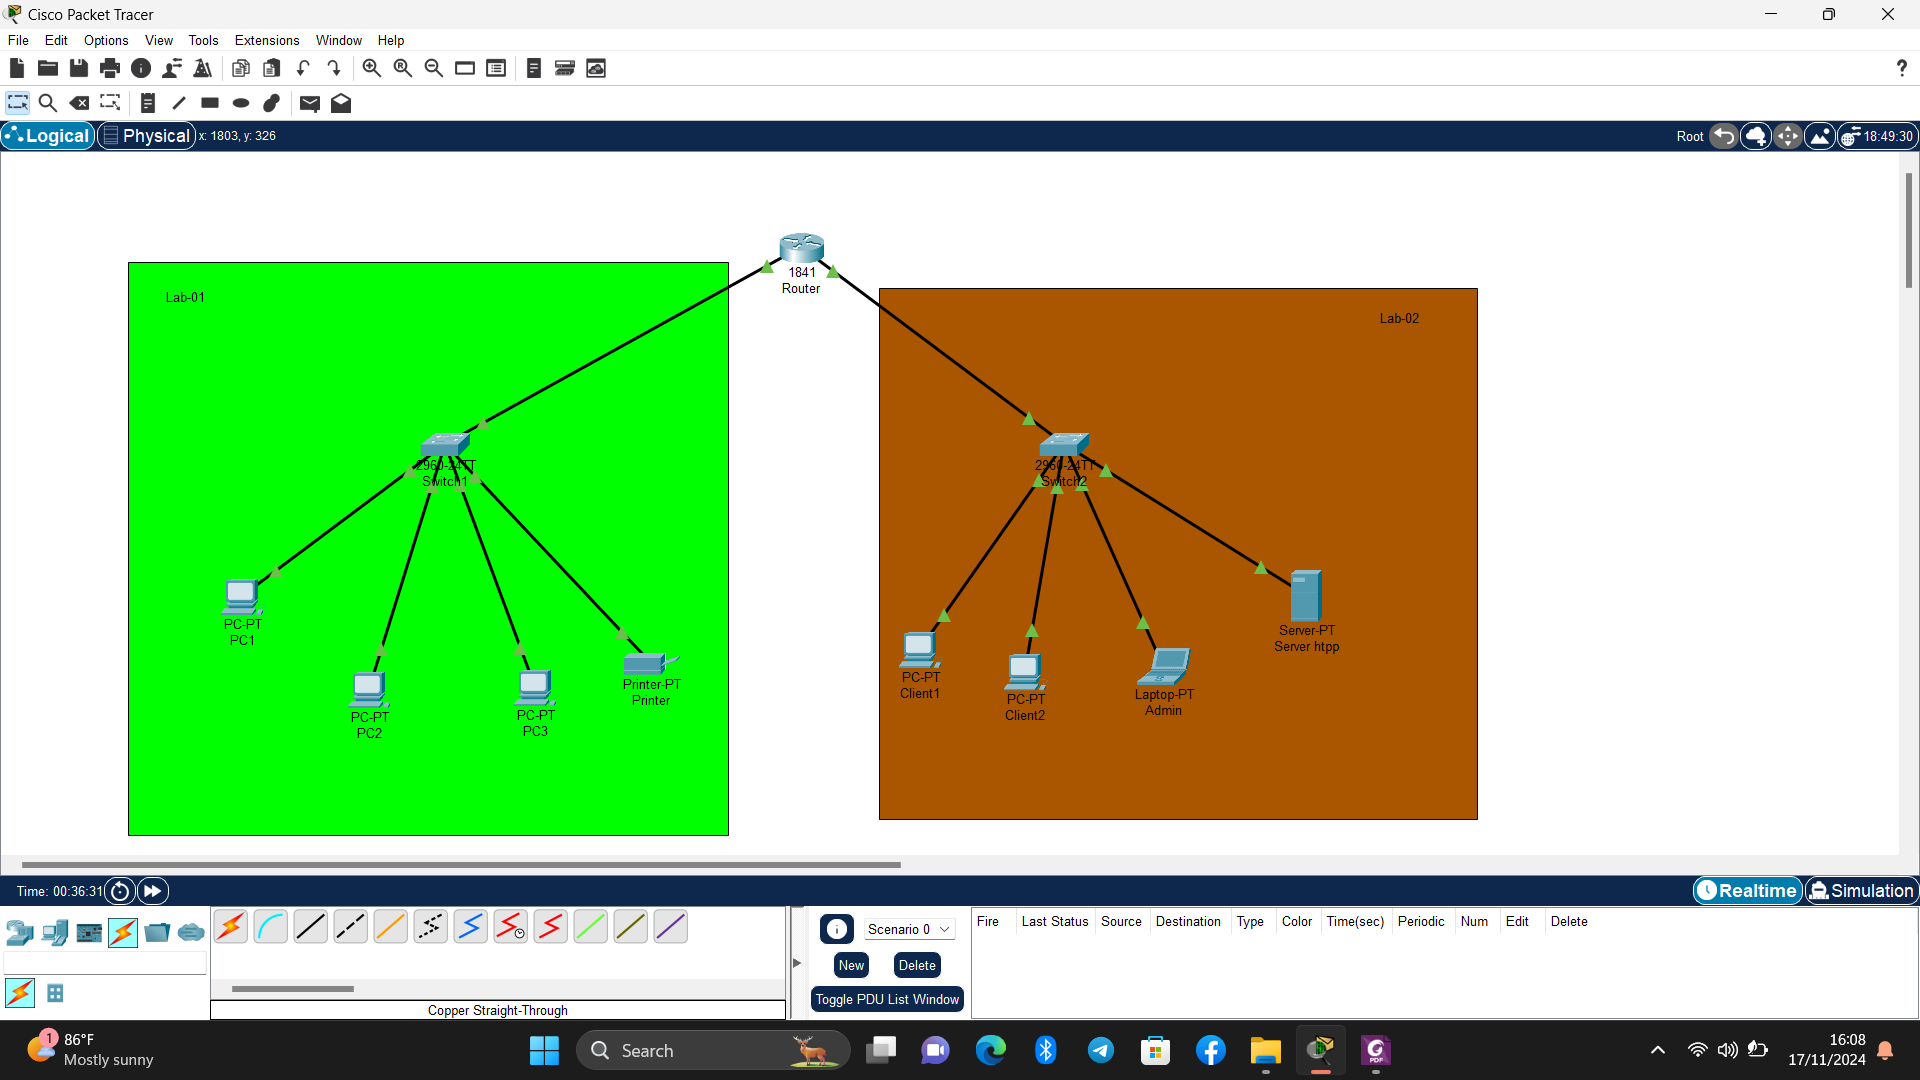 Cisco Packet Tracer
File Edit Options View Tools Extensions Window Help
?
Logical Physical x: 1803, y: 326 Root 18:49:30
1841
Router
Lab-01
Lab-02
2960-24TT
Switch1
2960-24TT
Switch2
PC-PT
PC1
PC-PT
PC2
PC-PT
PC3
Printer-PT
Printer
PC-PT
Client1
PC-PT
Client2
Laptop-PT
Admin
Server-PT
Server htpp
Time: 00:36:31 Realtime Simulation
Scenario 0
New Delete
Toggle PDU List Window
Fire Last Status Source Destination Type Color Time(sec) Periodic Num Edit Delete
Copper Straight-Through
1
86°F
Mostly sunny
Search
PDF
16:08
17/11/2024